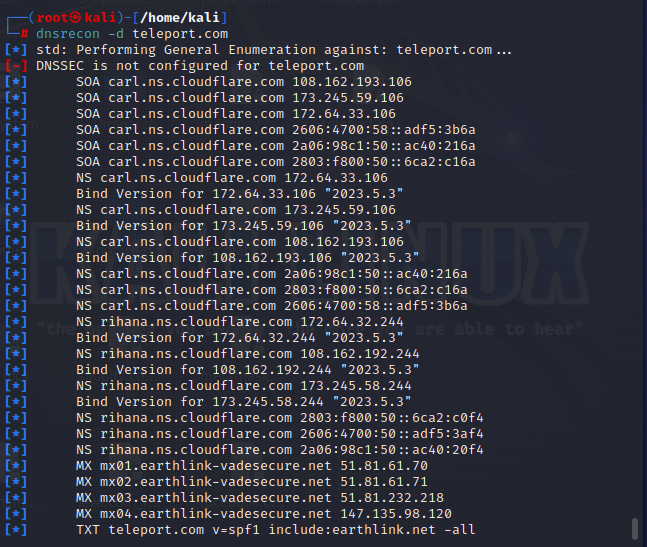 ┌──(root㉿kali)-[/home/kali]
└─# dnsrecon -d teleport.com
[*] std: Performing General Enumeration against: teleport.com...
[-] DNSSEC is not configured for teleport.com
[*] SOA carl.ns.cloudflare.com 108.162.193.106
[*] SOA carl.ns.cloudflare.com 173.245.59.106
[*] SOA carl.ns.cloudflare.com 172.64.33.106
[*] SOA carl.ns.cloudflare.com 2606:4700:58::adf5:3b6a
[*] SOA carl.ns.cloudflare.com 2a06:98c1:50::ac40:216a
[*] SOA carl.ns.cloudflare.com 2803:f800:50::6ca2:c16a
[*] NS carl.ns.cloudflare.com 172.64.33.106
[*] Bind Version for 172.64.33.106 "2023.5.3"
[*] NS carl.ns.cloudflare.com 173.245.59.106
[*] Bind Version for 173.245.59.106 "2023.5.3"
[*] NS carl.ns.cloudflare.com 108.162.193.106
[*] Bind Version for 108.162.193.106 "2023.5.3"
[*] NS carl.ns.cloudflare.com 2a06:98c1:50::ac40:216a
[*] NS carl.ns.cloudflare.com 2803:f800:50::6ca2:c16a
[*] NS carl.ns.cloudflare.com 2606:4700:58::adf5:3b6a
[*] NS rihana.ns.cloudflare.com 172.64.32.244
[*] Bind Version for 172.64.32.244 "2023.5.3"
[*] NS rihana.ns.cloudflare.com 108.162.192.244
[*] Bind Version for 108.162.192.244 "2023.5.3"
[*] NS rihana.ns.cloudflare.com 173.245.58.244
[*] Bind Version for 173.245.58.244 "2023.5.3"
[*] NS rihana.ns.cloudflare.com 2803:f800:50::6ca2:c0f4
[*] NS rihana.ns.cloudflare.com 2606:4700:50::adf5:3af4
[*] NS rihana.ns.cloudflare.com 2a06:98c1:50::ac40:20f4
[*] MX mx01.earthlink-vadesecure.net 51.81.61.70
[*] MX mx02.earthlink-vadesecure.net 51.81.61.71
[*] MX mx03.earthlink-vadesecure.net 51.81.232.218
[*] MX mx04.earthlink-vadesecure.net 147.135.98.120
[*] TXT teleport.com v=spf1 include:earthlink.net -all
KALI LINUX
"the are able to hear"